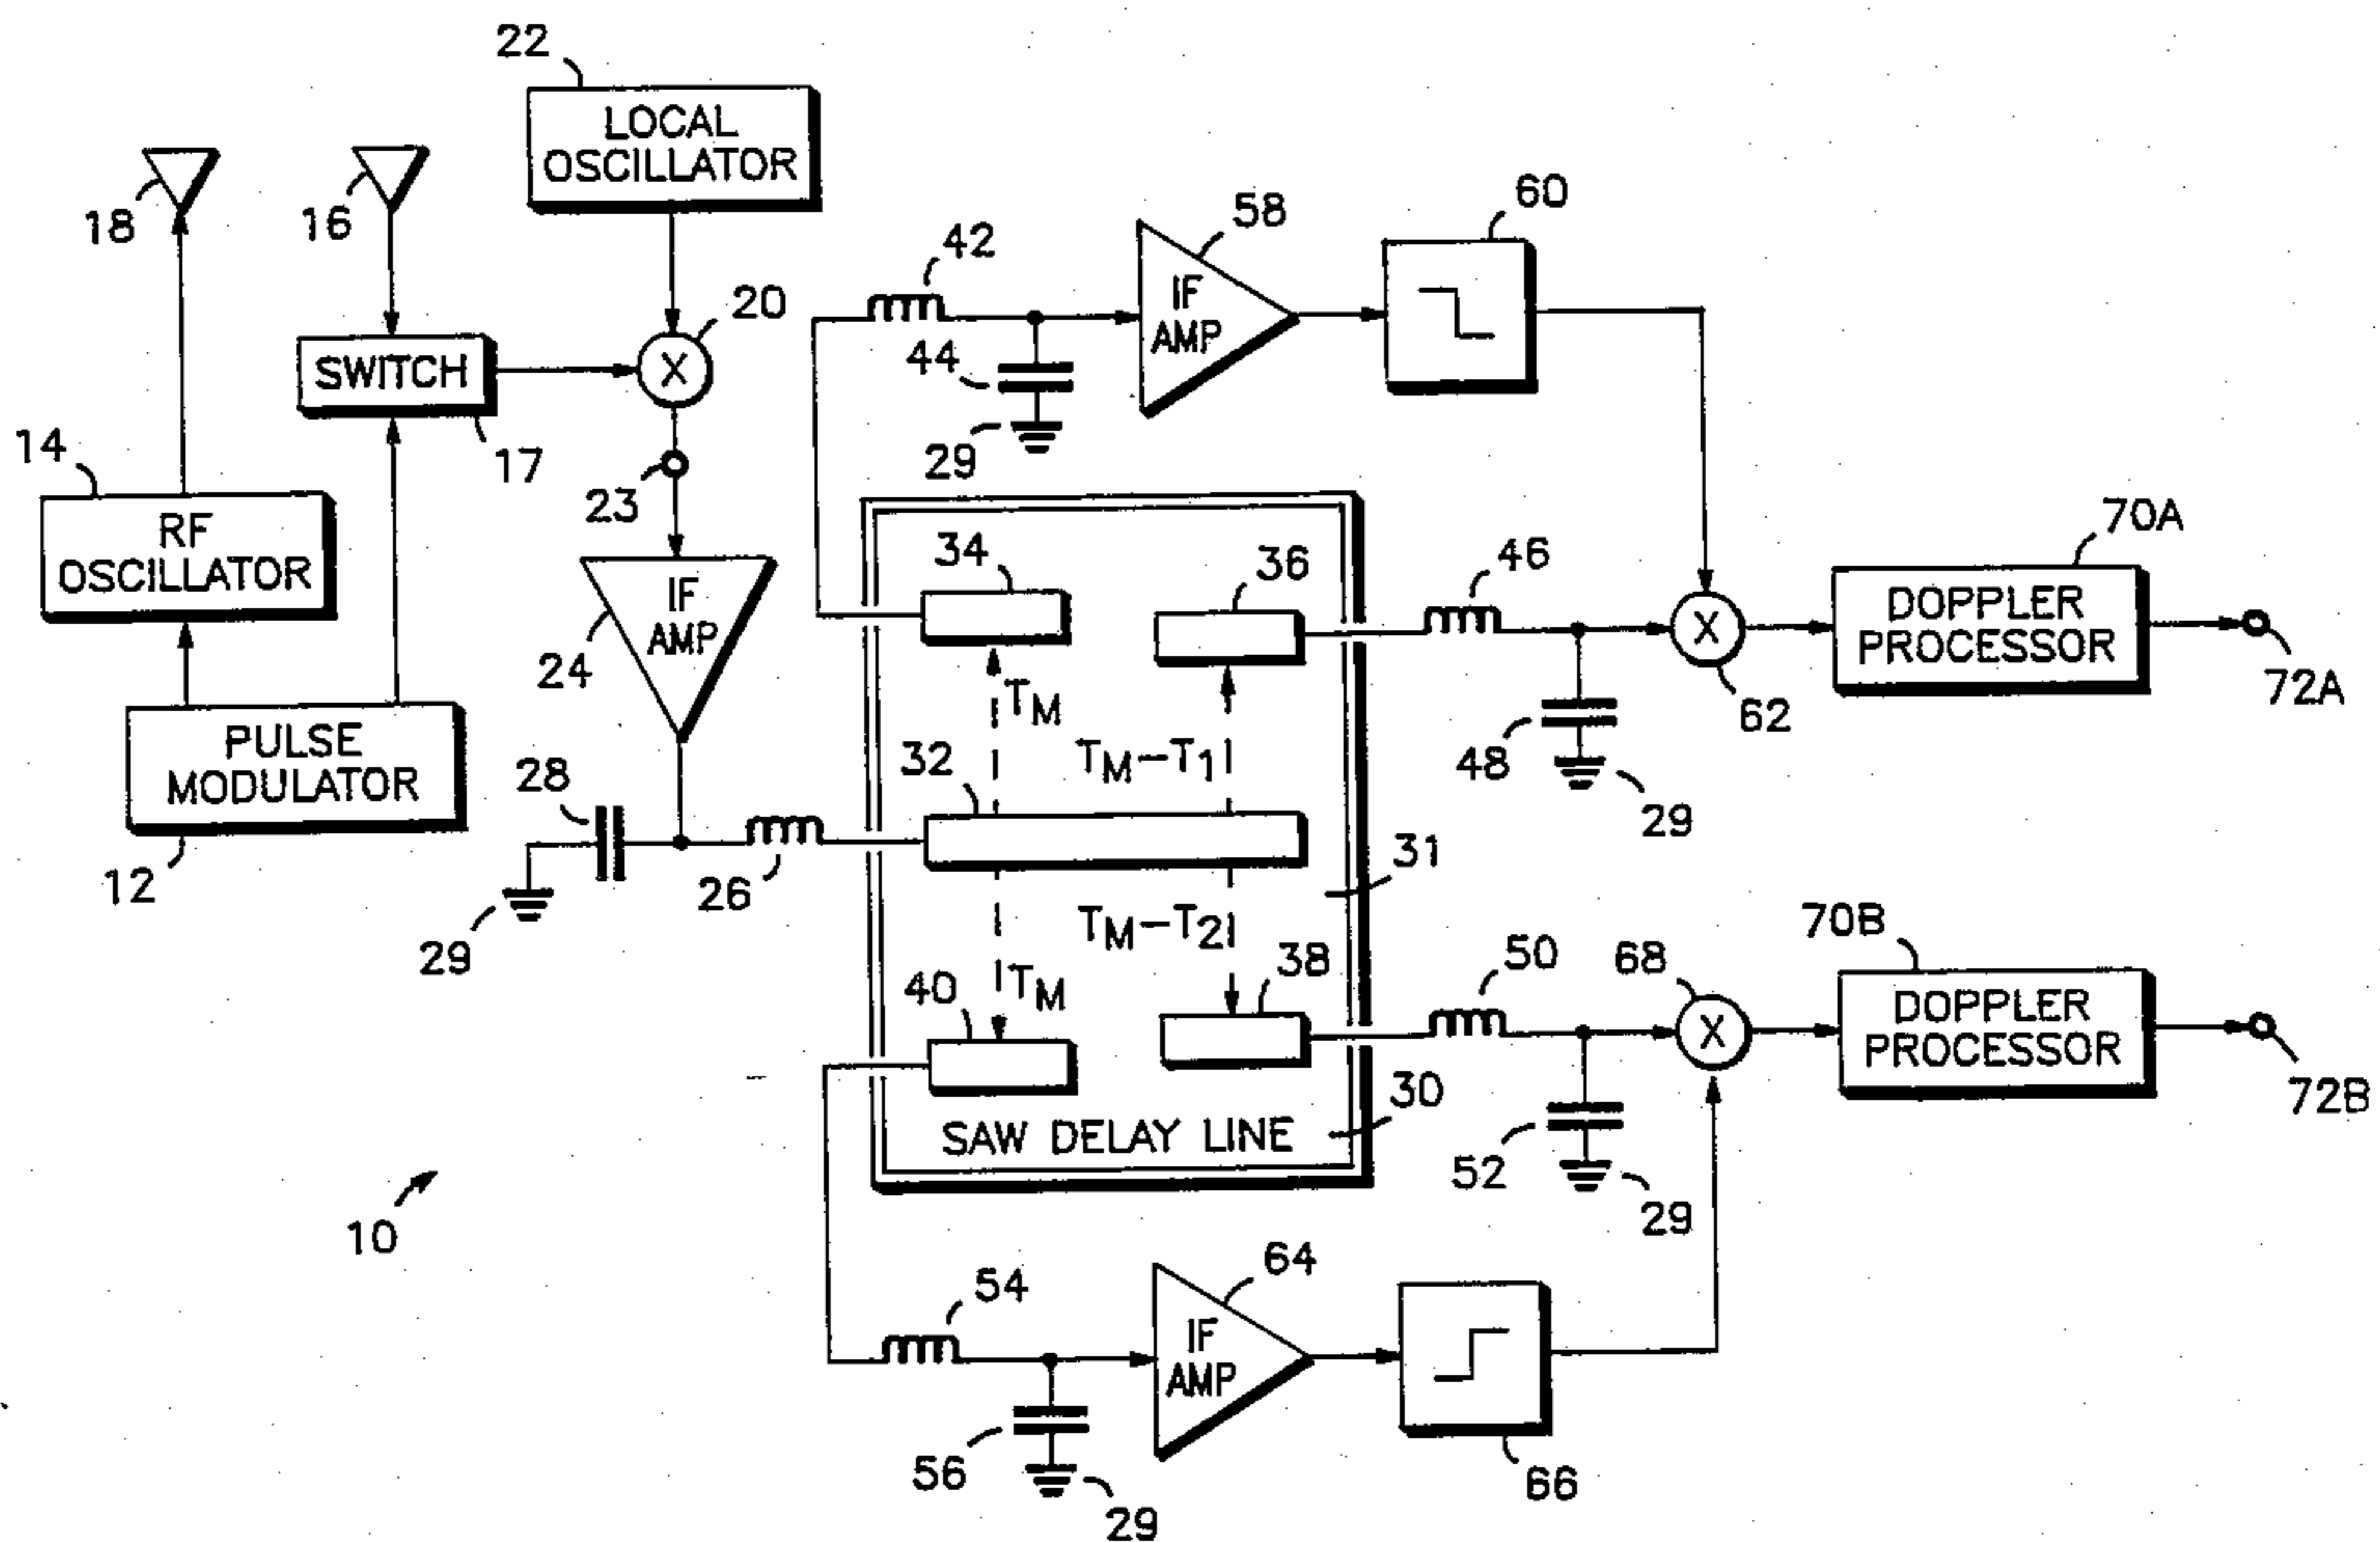 22
LOCAL
OSCILLATOR
18
16
20
SWITCH
X
17
23
14
RF
OSCILLATOR
IF
AMP
24
PULSE
MODULATOR
12
28
29
26
42
44
29
58
IF
AMP
60
34
36
TM
TM-T1
32
31
TM-T2
40
TM
38
SAW DELAY LINE
30
46
48
29
X
62
70A
DOPPLER
PROCESSOR
72A
50
52
29
68
X
70B
DOPPLER
PROCESSOR
72B
10
54
56
29
64
IF
AMP
66